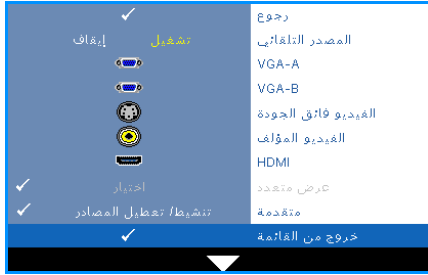 رجوع
المصدر التلقائي تشغيل إيقاف
VGA-A
VGA-B
الفيديو فائق الجودة
الفيديو المؤلف
HDMI
عرض متعدد اختيار
متقدمة تنشيط/ تعطيل المصادر
خروج من القائمة